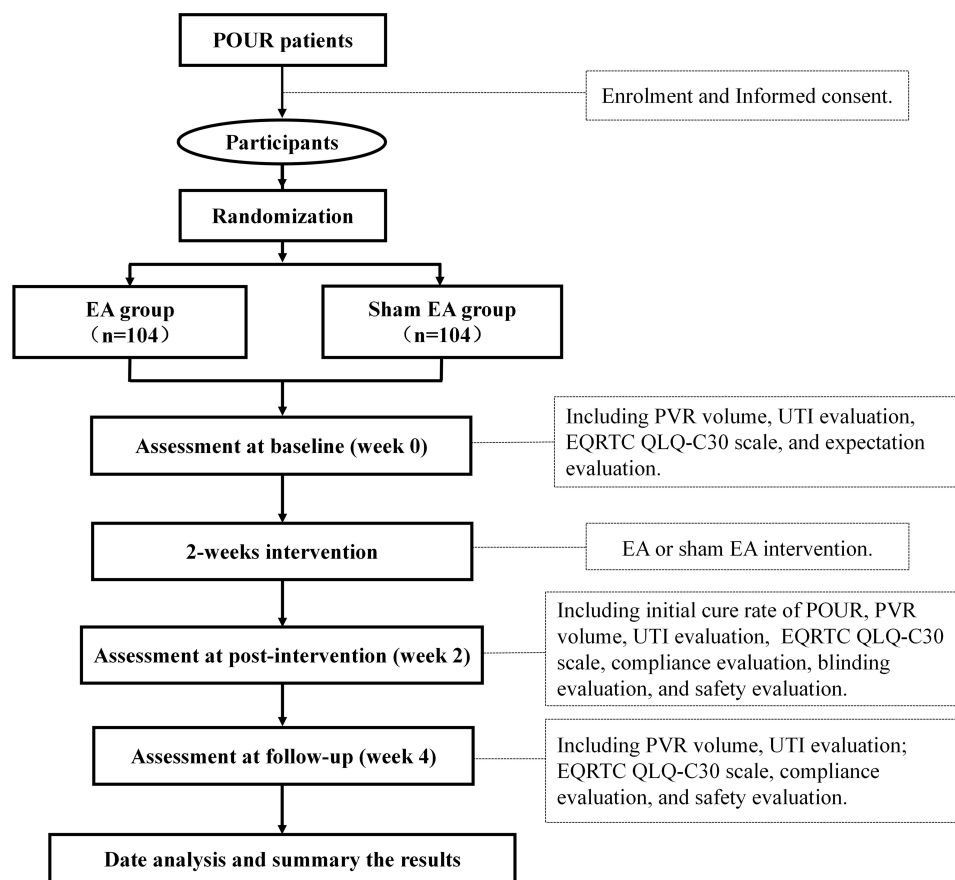 POUR patients
Enrolment and Informed consent.
Participants
Randomization
EA group
（n=104）
Sham EA group
（n=104）
Assessment at baseline (week 0)
Including PVR volume, UTI evaluation,
EQRTC QLQ-C30 scale, and expectation
evaluation.
2-weeks intervention
EA or sham EA intervention.
Assessment at post-intervention (week 2)
Including initial cure rate of POUR, PVR
volume, UTI evaluation, EQRTC QLQ-C30
scale, compliance evaluation, blinding
evaluation, and safety evaluation.
Assessment at follow-up (week 4)
Including PVR volume, UTI evaluation;
EQRTC QLQ-C30 scale, compliance
evaluation, and safety evaluation.
Date analysis and summary the results